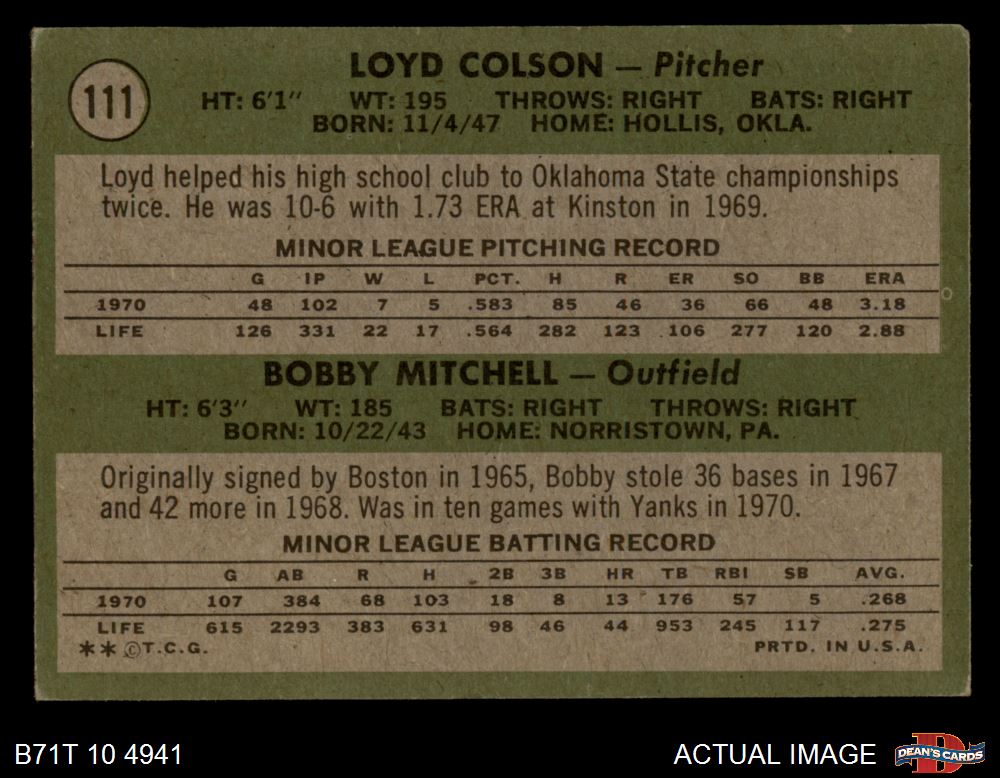 111
LOYD COLSON — Pitcher
HT: 6'1" WT: 195 THROWS: RIGHT BATS: RIGHT
BORN: 11/4/47 HOME: HOLLIS, OKLA.
Loyd helped his high school club to Oklahoma State championships
twice. He was 10-6 with 1.73 ERA at Kinston in 1969.
MINOR LEAGUE PITCHING RECORD
G IP W L PCT. H R ER SO BB ERA
1970 48 102 7 5 .583 85 46 36 66 48 3.18
LIFE 126 331 22 17 .564 282 123 106 277 120 2.88
BOBBY MITCHELL — Outfield
HT: 6'3" WT: 185 BATS: RIGHT THROWS: RIGHT
BORN: 10/22/43 HOME: NORRISTOWN, PA.
Originally signed by Boston in 1965, Bobby stole 36 bases in 1967
and 42 more in 1968. Was in ten games with Yanks in 1970.
MINOR LEAGUE BATTING RECORD
G AB R H 2B 3B HR TB RBI SB AVG.
1970 107 384 68 103 18 8 13 176 57 5 .268
LIFE 615 2293 383 631 98 46 44 953 245 117 .275
** ©T.C.G. PRTD. IN U.S.A.
B71T 10 4941 ACTUAL IMAGE DEAN'S CARDS